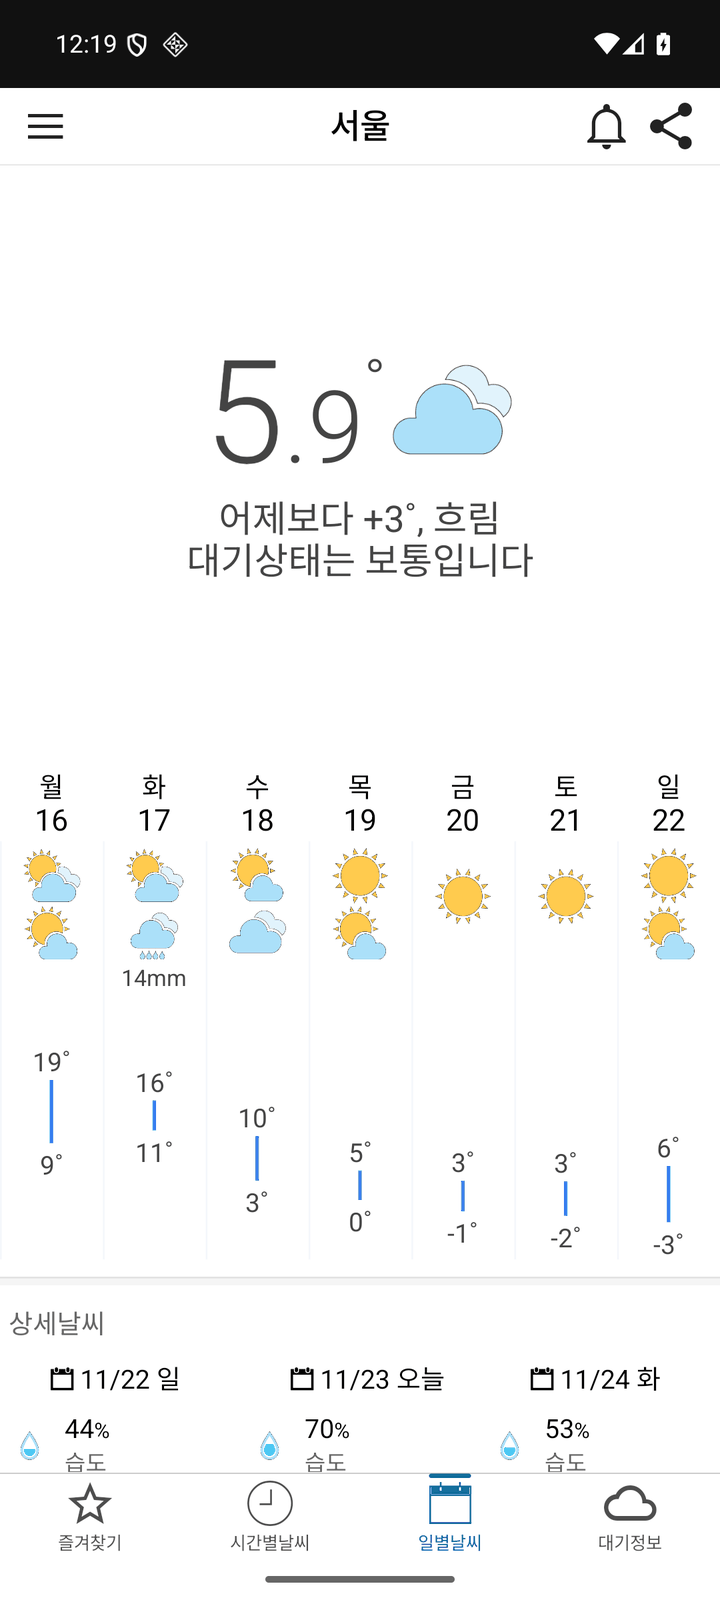 12:19
서울
5.9°
어제보다 +3°, 흐림
대기상태는 보통입니다
월 화 수 목 금 토 일
16 17 18 19 20 21 22
14mm
19° 16° 10° 5° 3° 3° 6°
9° 11° 3° 0° -1° -2° -3°
상세날씨
11/22 일 11/23 오늘 11/24 화
44% 70% 53%
습도 습도 습도
즐겨찾기 시간별날씨 일별날씨 대기정보